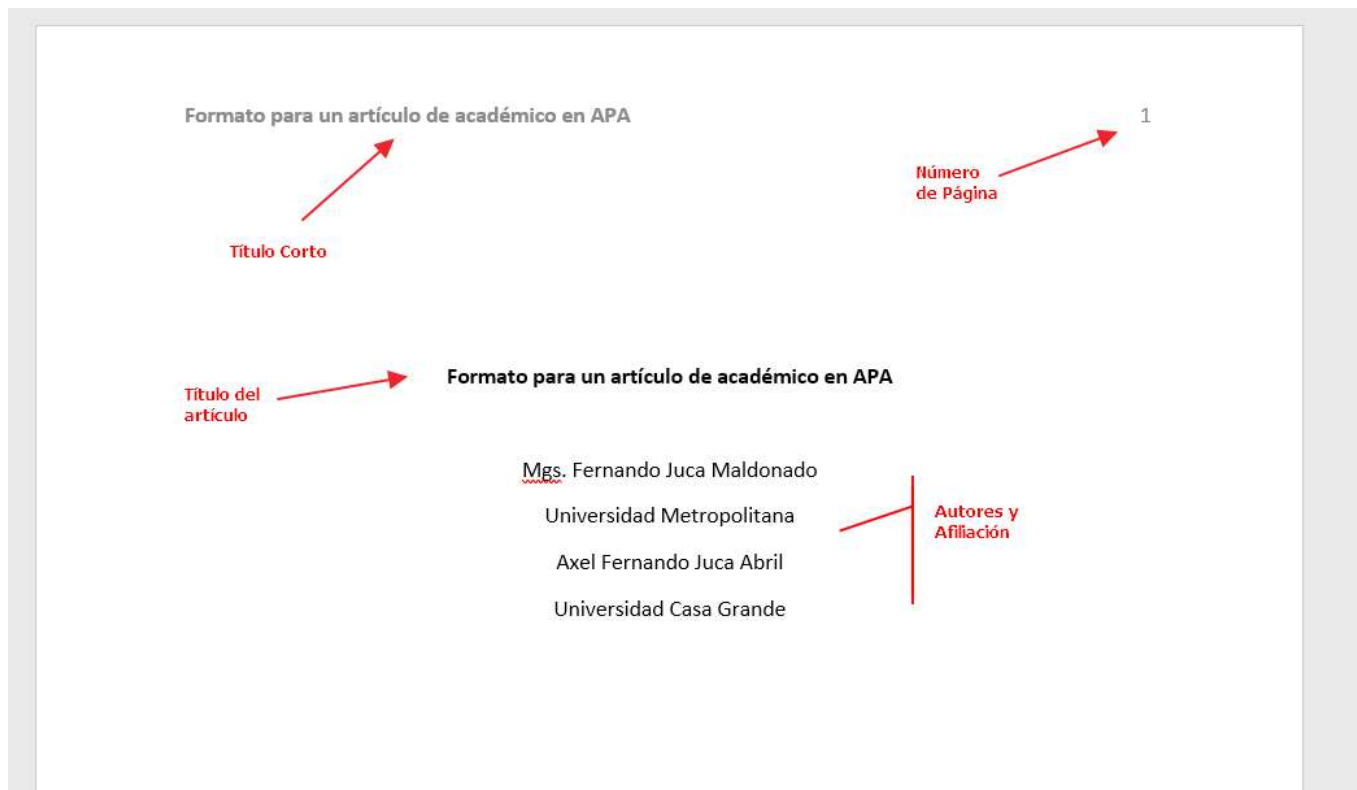 Formato para un artículo de académico en APA 1
Número
de Página
Título Corto
Formato para un artículo de académico en APA
Título del
artículo
Mgs. Fernando Juca Maldonado
Universidad Metropolitana
Autores y
Afiliación
Axel Fernando Juca Abril
Universidad Casa Grande